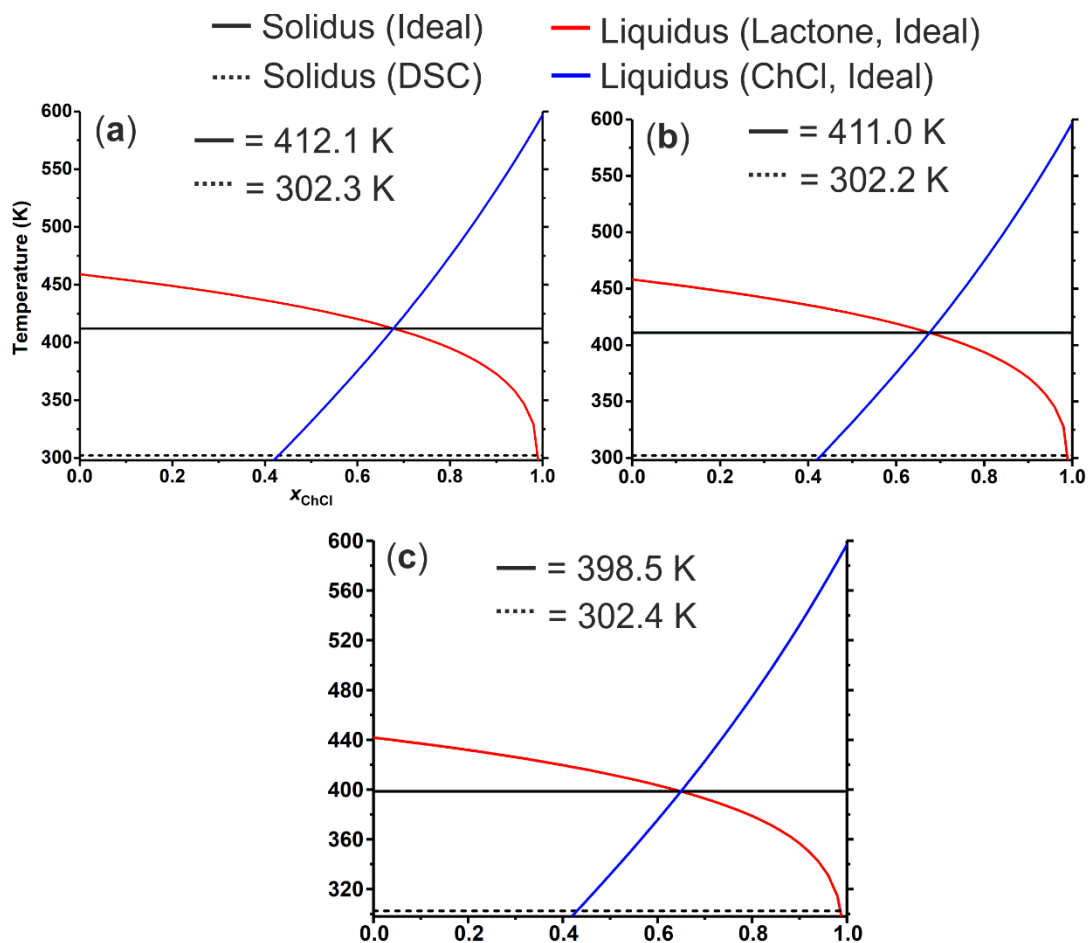 Solidus (Ideal) Liquidus (Lactone, Ideal)
Solidus (DSC) Liquidus (ChCl, Ideal)
(a)
= 412.1 K
= 302.3 K
600
550
500
450
400
350
300
Temperature (K)
0.0 0.2 0.4 0.6 0.8 1.0
xChCl
(b)
= 411.0 K
= 302.2 K
600
550
500
450
400
350
300
0.0 0.2 0.4 0.6 0.8 1.0
(c)
= 398.5 K
= 302.4 K
600
560
520
480
440
400
360
320
0.0 0.2 0.4 0.6 0.8 1.0